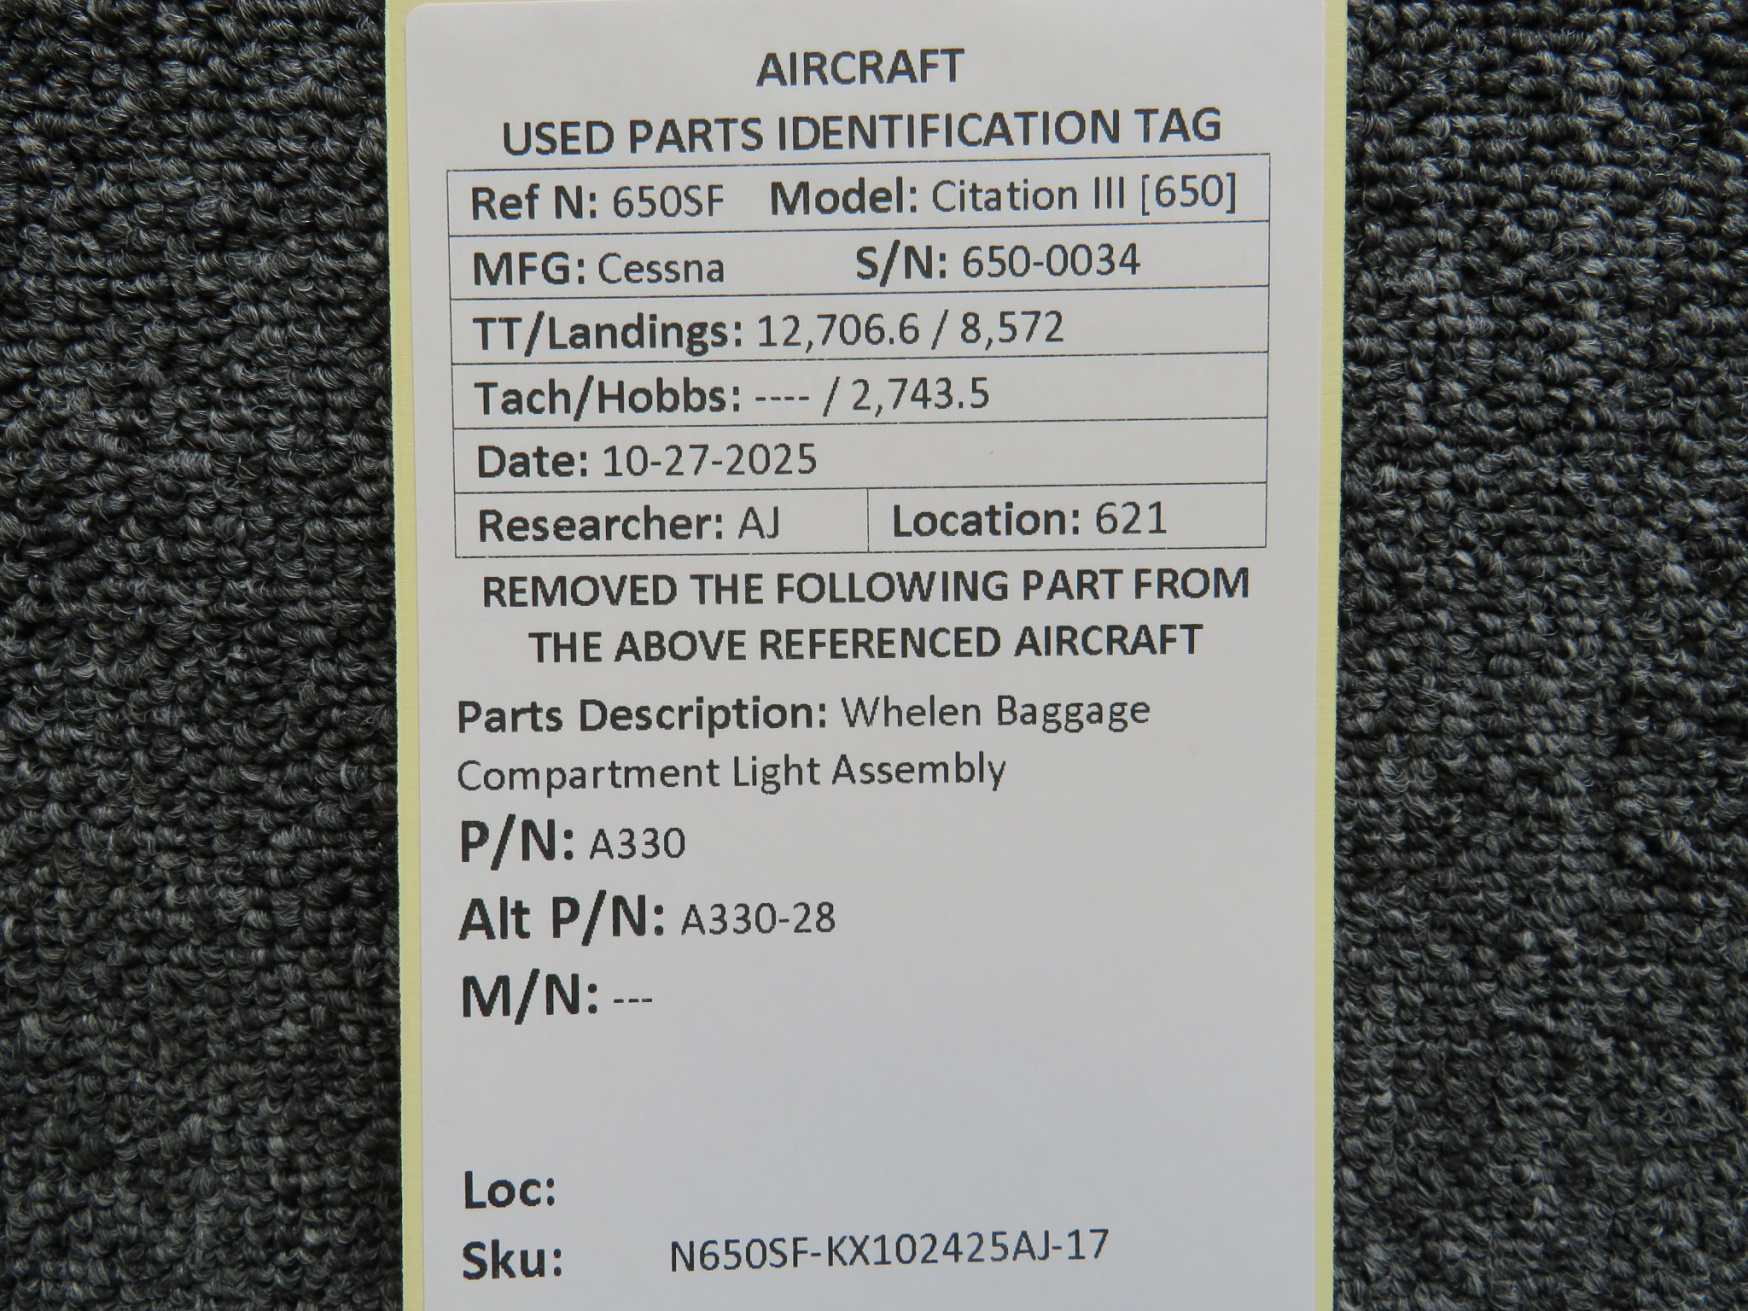 AIRCRAFT
USED PARTS IDENTIFICATION TAG
Ref N: 650SF Model: Citation III [650]
MFG: Cessna S/N: 650-0034
TT/Landings: 12,706.6 / 8,572
Tach/Hobbs: ---- / 2,743.5
Date: 10-27-2025
Researcher: AJ Location: 621
REMOVED THE FOLLOWING PART FROM
THE ABOVE REFERENCED AIRCRAFT
Parts Description: Whelen Baggage
Compartment Light Assembly
P/N: A330
Alt P/N: A330-28
M/N: ---
Loc:
Sku: N650SF-KX102425AJ-17